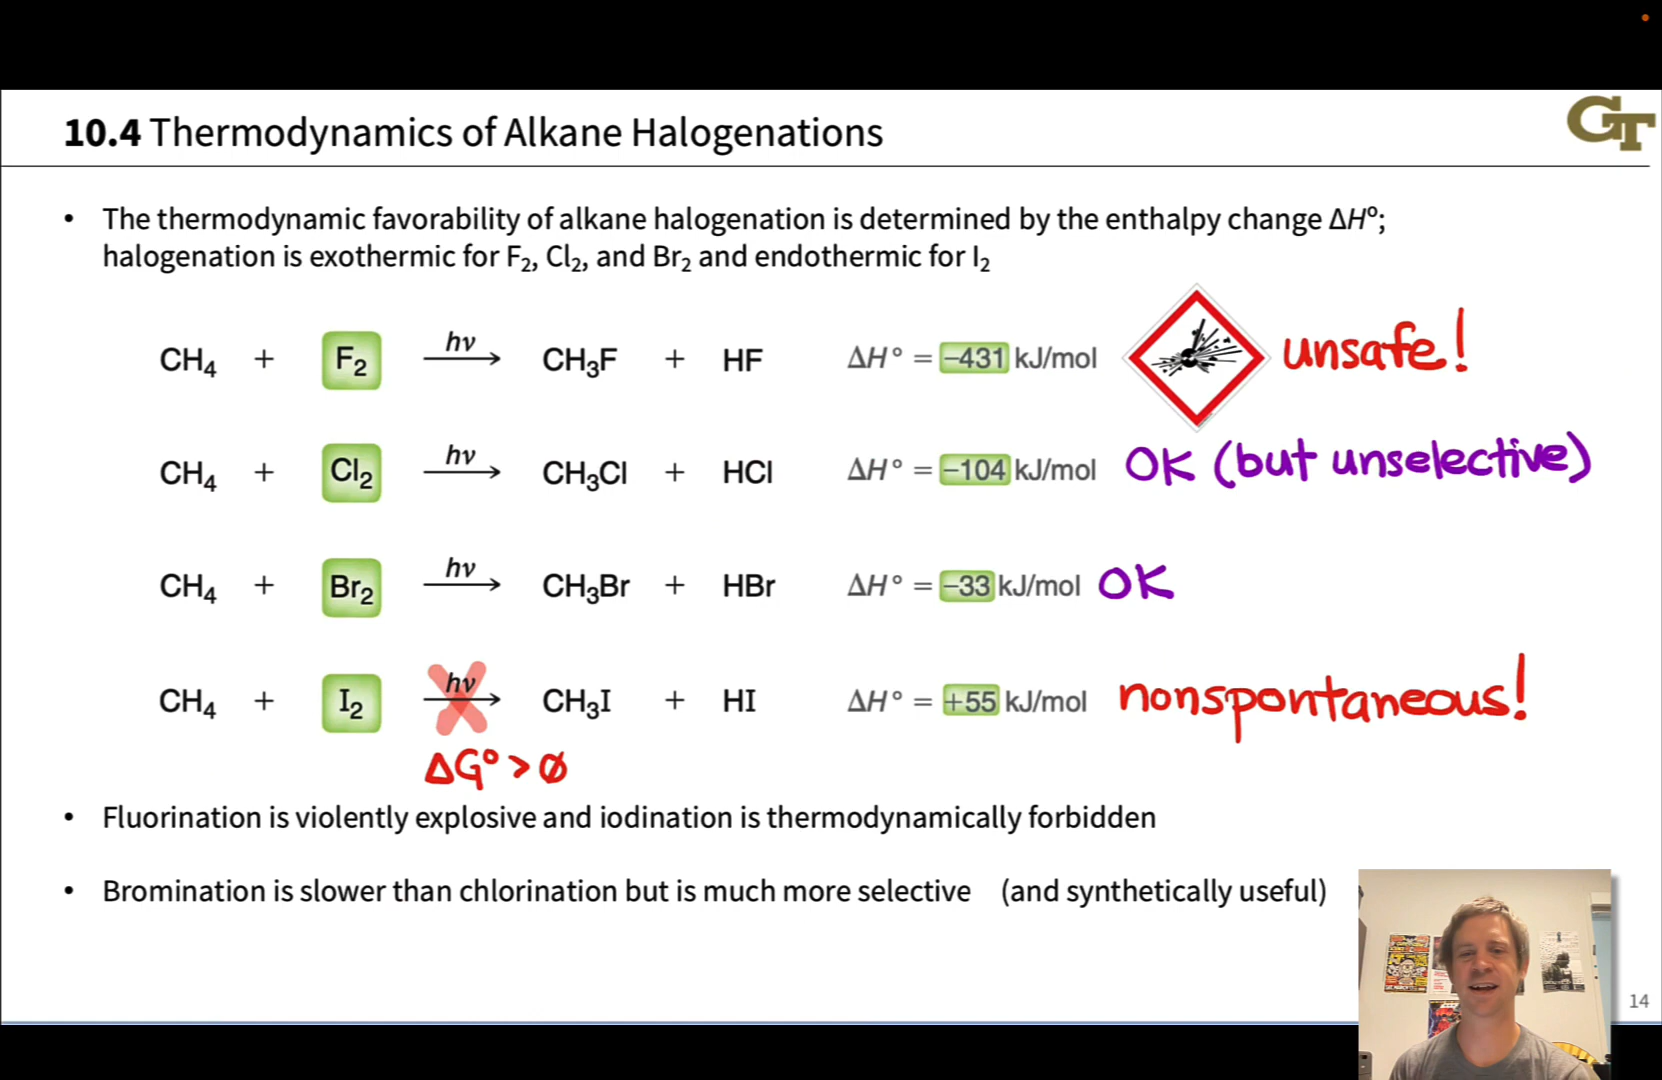 10.4 Thermodynamics of Alkane Halogenations
GT
• The thermodynamic favorability of alkane halogenation is determined by the enthalpy change ΔH°;
halogenation is exothermic for F₂, Cl₂, and Br₂ and endothermic for I₂
CH₄ + F₂ hν → CH₃F + HF ΔH° = –431 kJ/mol unsafe!
CH₄ + Cl₂ hν → CH₃Cl + HCl ΔH° = –104 kJ/mol OK (but unselective)
CH₄ + Br₂ hν → CH₃Br + HBr ΔH° = –33 kJ/mol OK
CH₄ + I₂ hν → CH₃I + HI ΔH° = +55 kJ/mol nonspontaneous!
ΔG° > 0
• Fluorination is violently explosive and iodination is thermodynamically forbidden
• Bromination is slower than chlorination but is much more selective (and synthetically useful)
14